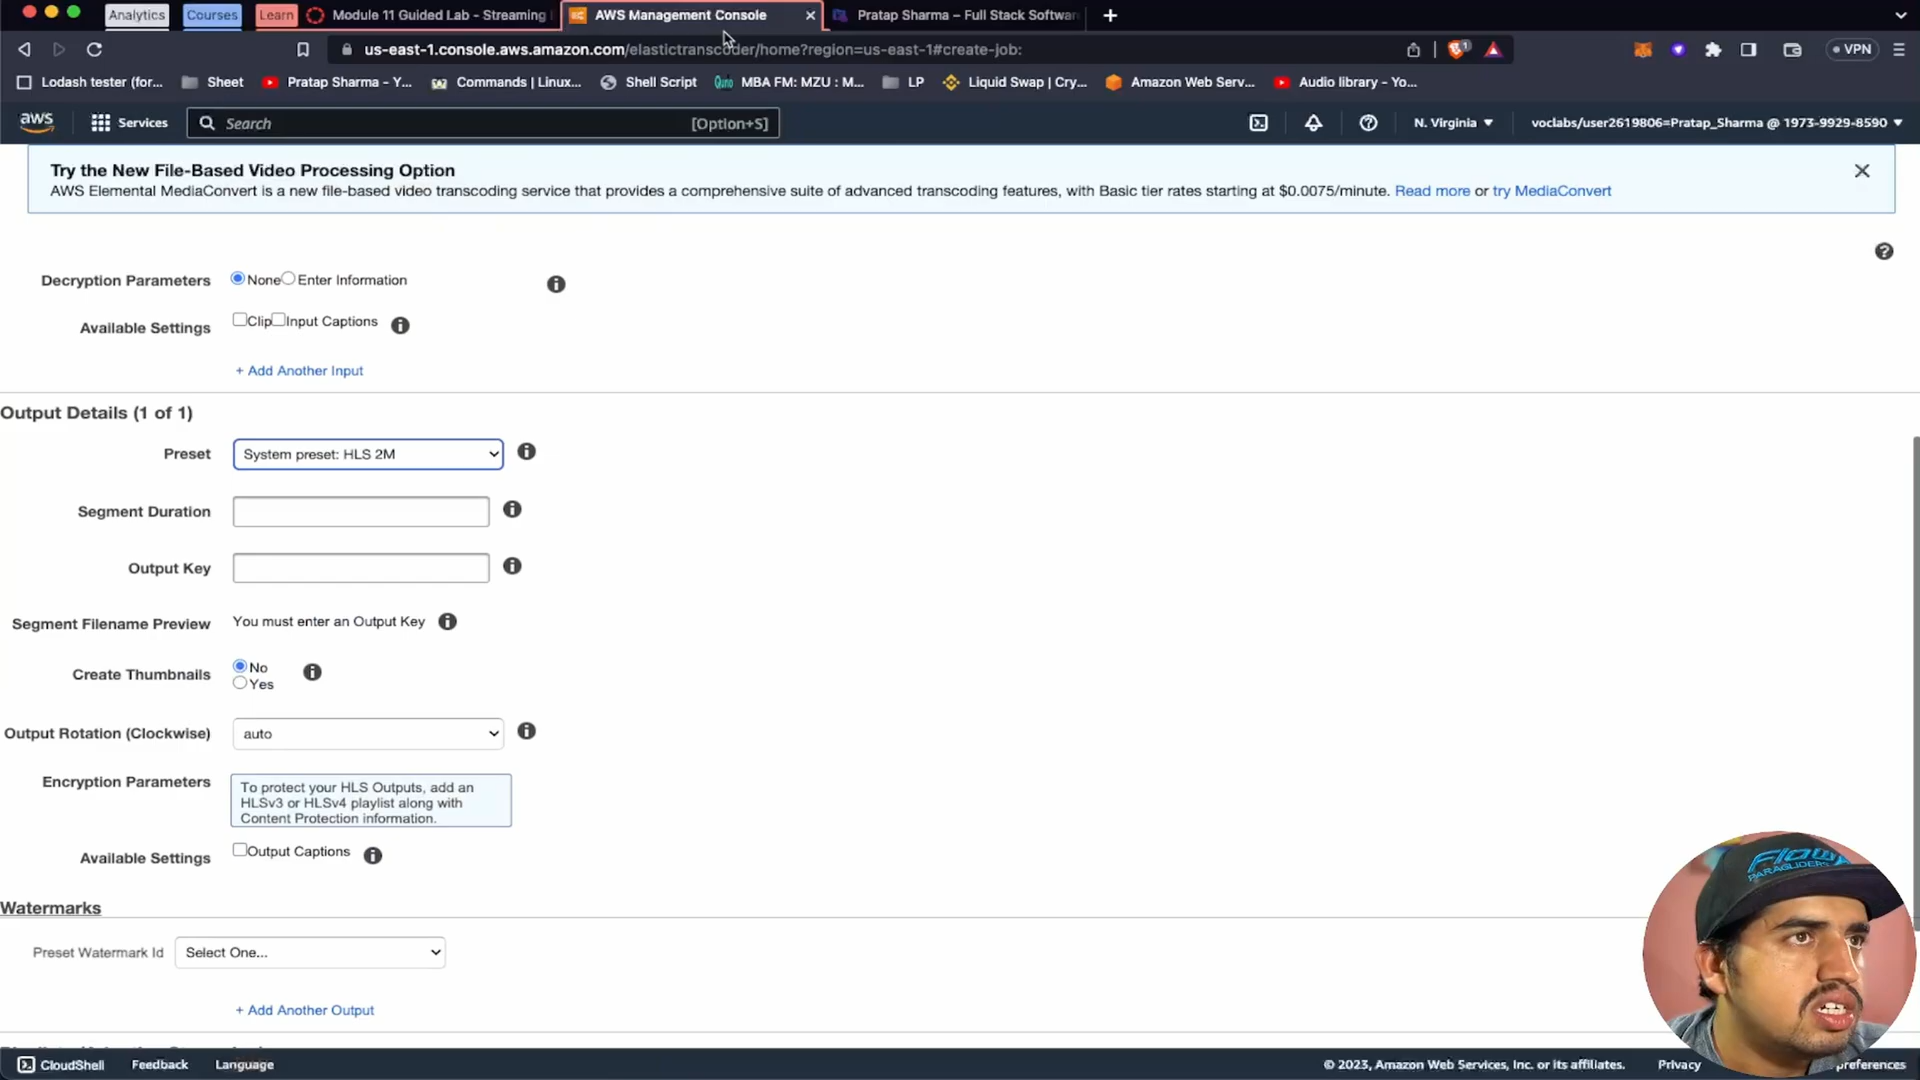 Analytics
Courses
Learn
Module 11 Guided Lab - Streaming
AWS Management Console
Pratap Sharma – Full Stack Softwar
us-east-1.console.aws.amazon.com/elastictranscoder/home?region=us-east-1#create-job:
VPN
Lodash tester (for...
Sheet
Pratap Sharma - Y...
Commands | Linux...
Shell Script
MBA FM: MZU : M...
LP
Liquid Swap | Cry...
Amazon Web Serv...
Audio library - Yo...
aws
Services
Search
[Option+S]
N. Virginia
voclabs/user2619806=Pratap_Sharma @ 1973-9929-8590
Try the New File-Based Video Processing Option
AWS Elemental MediaConvert is a new file-based video transcoding service that provides a comprehensive suite of advanced transcoding features, with Basic tier rates starting at $0.0075/minute. Read more or try MediaConvert
Decryption Parameters
None
Enter Information
Available Settings
Clip
Input Captions
+ Add Another Input
Output Details (1 of 1)
Preset
System preset: HLS 2M
Segment Duration
Output Key
Segment Filename Preview
You must enter an Output Key
Create Thumbnails
No
Yes
Output Rotation (Clockwise)
auto
Encryption Parameters
To protect your HLS Outputs, add an
HLSv3 or HLSv4 playlist along with
Content Protection information.
Available Settings
Output Captions
Watermarks
Preset Watermark Id
Select One...
+ Add Another Output
CloudShell
Feedback
Language
© 2023, Amazon Web Services, Inc. or its affiliates.
Privacy
preferences
Flow
PARAGLIDERS